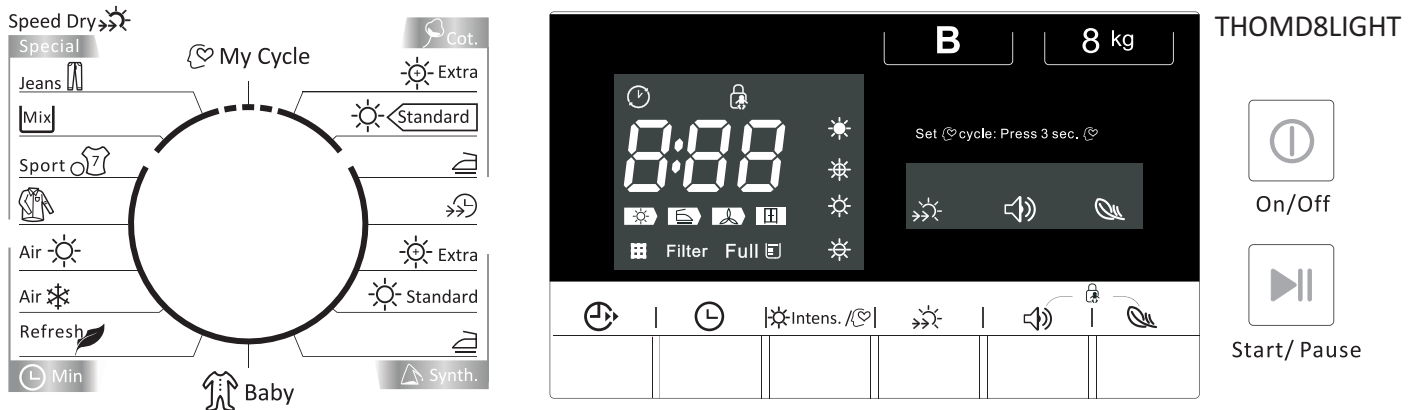 Speed Dry
Special
Jeans
Mix
Sport 7
Air
Air
Refresh
Min
My Cycle
Baby
Cot.
Extra
Standard
Extra
Standard
Synth.
B
8 kg
8:88
Filter Full
Set cycle: Press 3 sec.
Intens. /
THOMD8LIGHT
On/Off
Start/ Pause